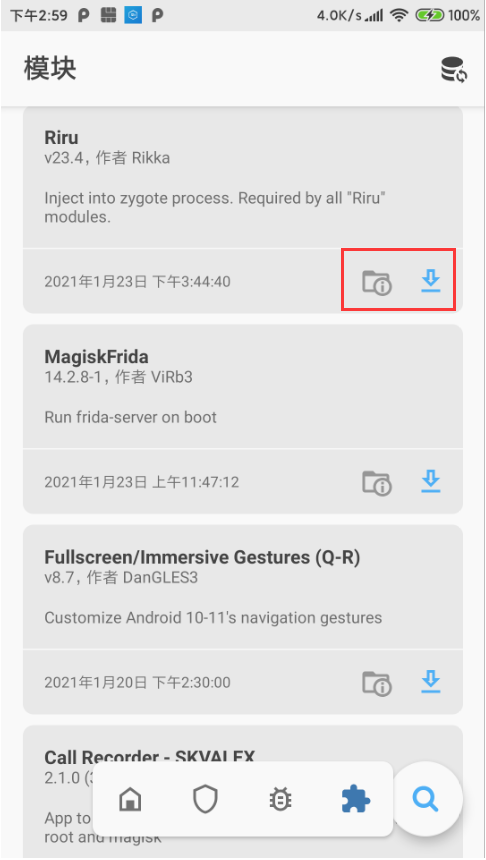 下午2:59
4.0K/s
100%
模块
Riru
v23.4, 作者 Rikka
Inject into zygote process. Required by all "Riru"
modules.
2021年1月23日 下午3:44:40
MagiskFrida
14.2.8-1, 作者 ViRb3
Run frida-server on boot
2021年1月23日 上午11:47:12
Fullscreen/Immersive Gestures (Q-R)
v8.7, 作者 DanGLES3
Customize Android 10-11's navigation gestures
2021年1月20日 下午2:30:00
Call Recorder - SKVALEX
2.1.0 (
App to
root and magisk